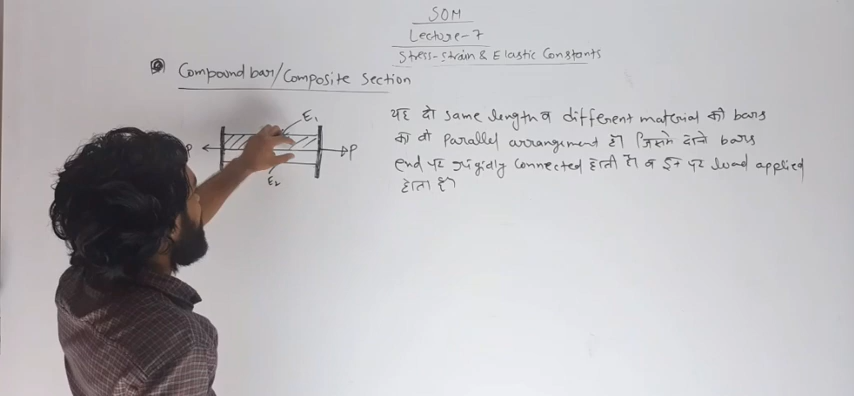 SOM
Lecture-7
Stress-Strain & Elastic Constants
Compound bar/Composite Section
E₁
P P
E₂
यह दो same length व different material की bars
का वो parallel arrangement है। जिसमे दोनो bars
end पर rigidly connected होती है। व इन पर load applied
होता है।